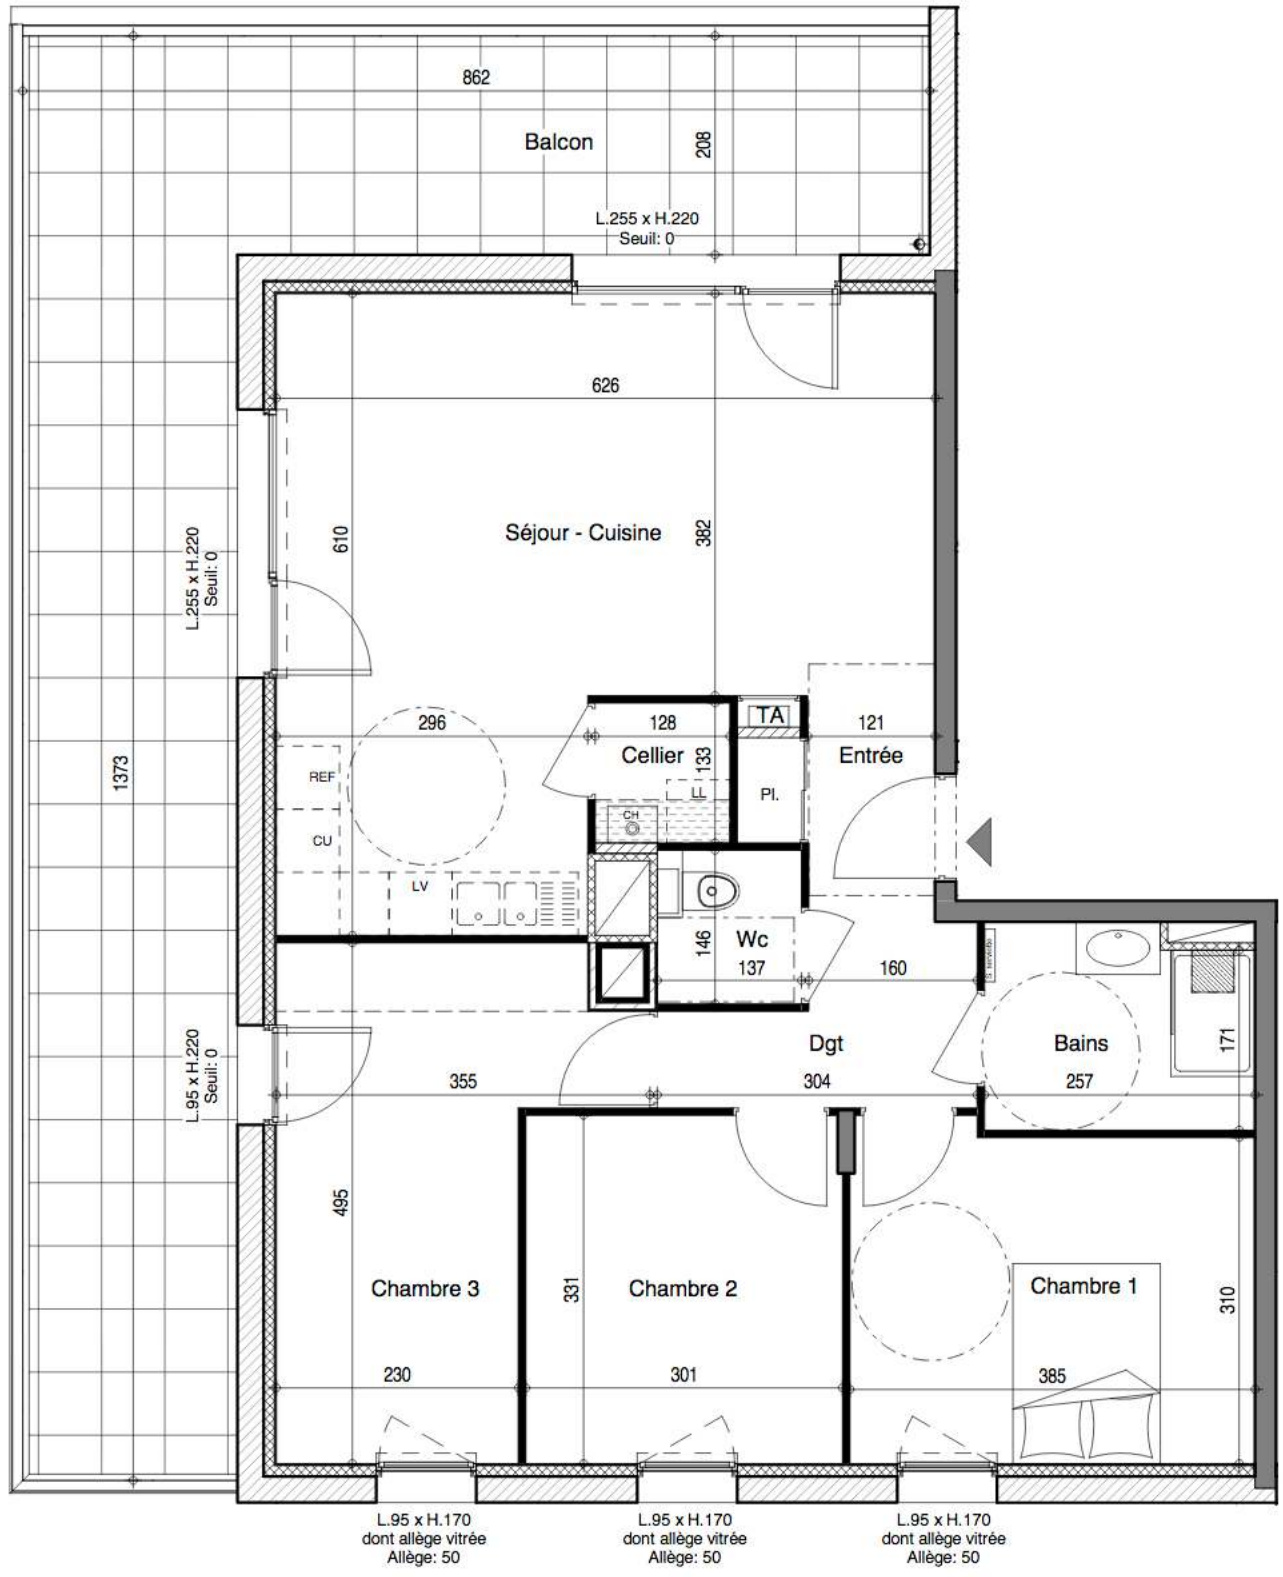 862
Balcon
208
L.255 x H.220
Seuil: 0
626
610
Séjour - Cuisine
382
L.255 x H.220
Seuil: 0
1373
296
128
TA
121
Cellier
133
Entrée
REF
LL
Pl.
CH
CU
LV
146
Wc
137
160
S. serviette
171
Dgt
Bains
L.95 x H.220
Seuil: 0
355
304
257
495
331
310
Chambre 3
Chambre 2
Chambre 1
230
301
385
L.95 x H.170
dont allège vitrée
Allège: 50
L.95 x H.170
dont allège vitrée
Allège: 50
L.95 x H.170
dont allège vitrée
Allège: 50